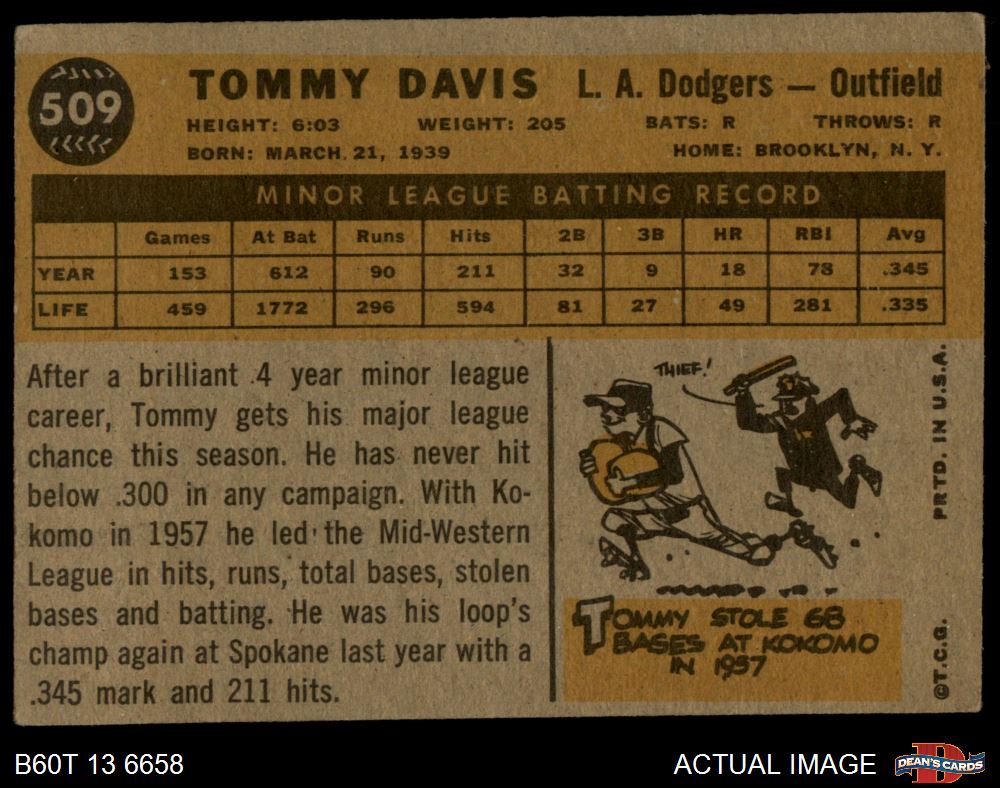 509
TOMMY DAVIS L. A. Dodgers — Outfield
HEIGHT: 6:03 WEIGHT: 205 BATS: R THROWS: R
BORN: MARCH 21, 1939 HOME: BROOKLYN, N. Y.
MINOR LEAGUE BATTING RECORD
Games At Bat Runs Hits 2B 3B HR RBI Avg
YEAR 153 612 90 211 32 9 18 78 .345
LIFE 459 1772 296 594 81 27 49 281 .335
After a brilliant 4 year minor league
career, Tommy gets his major league
chance this season. He has never hit
below .300 in any campaign. With Ko-
komo in 1957 he led the Mid-Western
League in hits, runs, total bases, stolen
bases and batting. He was his loop's
champ again at Spokane last year with a
.345 mark and 211 hits.
THIEF!
TOMMY STOLE 68
BASES AT KOKOMO
IN 1957
PRTD. IN U.S.A.
©T.C.G.
B60T 13 6658
ACTUAL IMAGE
D
DEAN'S CARDS